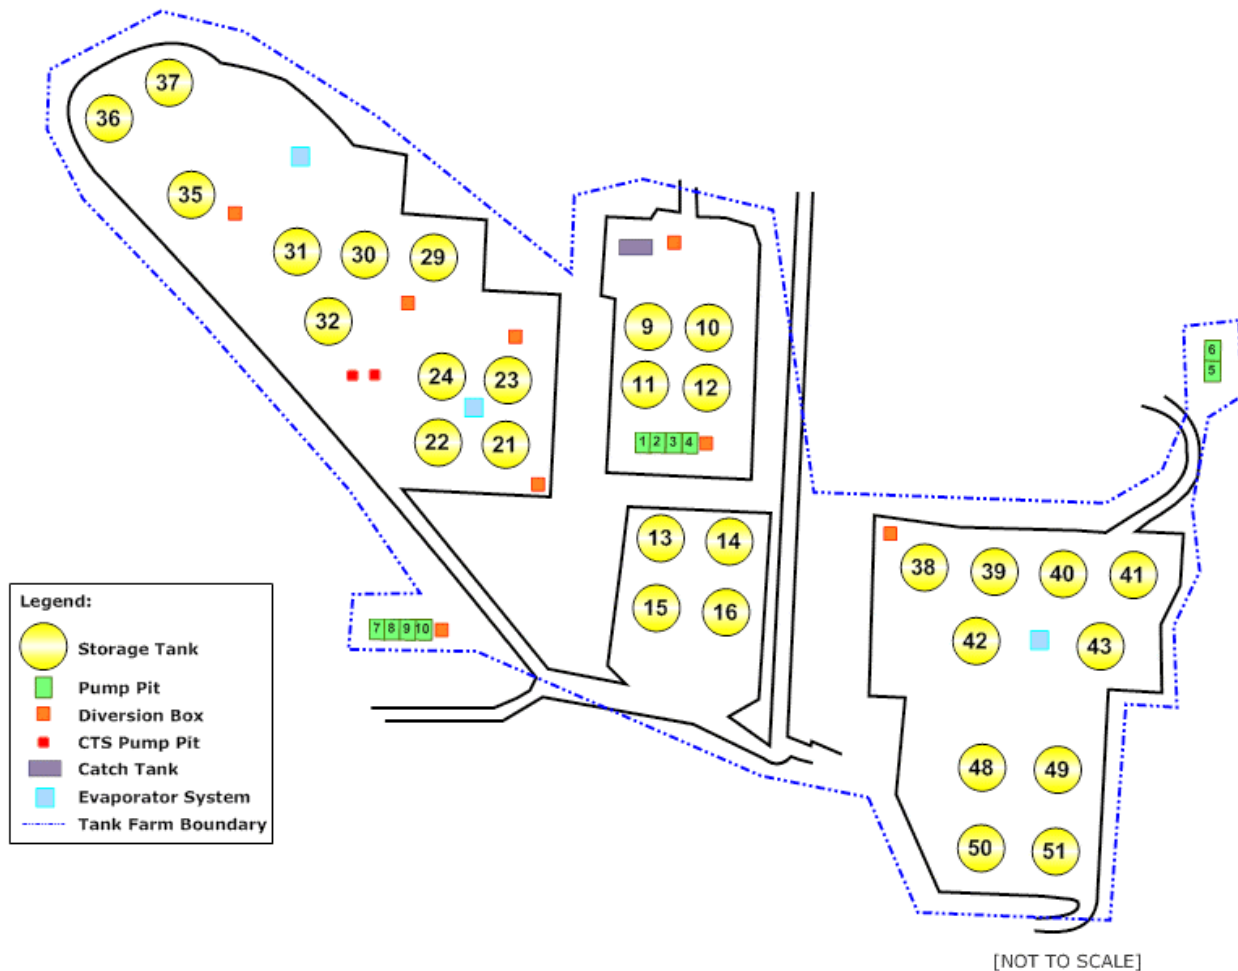 37
36
35
31 30 29
32
24 23
22 21
9 10
11 12
1 2 3 4
6
5
13 14
15 16
38 39 40 41
42 43
7 8 9 10
48 49
50 51
Legend:
Storage Tank
Pump Pit
Diversion Box
CTS Pump Pit
Catch Tank
Evaporator System
Tank Farm Boundary
[NOT TO SCALE]